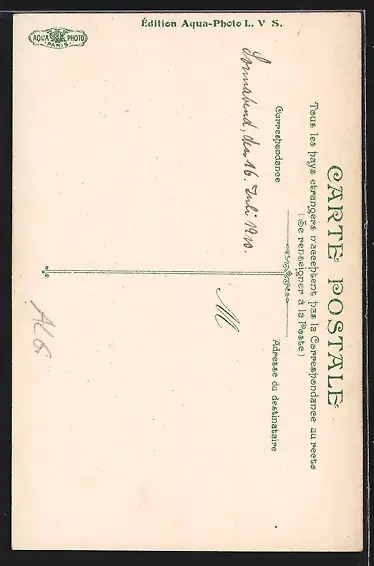 Édition Aqua-Photo L. V S.
AQUA PHOTO
PARIS
CARTE POSTALE
Tous les pays étrangers n'acceptent pas la Correspondance au recto
(Se renseigner à la Poste)
Correspondance
Adresse du destinataire
Sonnabend, den 16. Juli 1910.
M